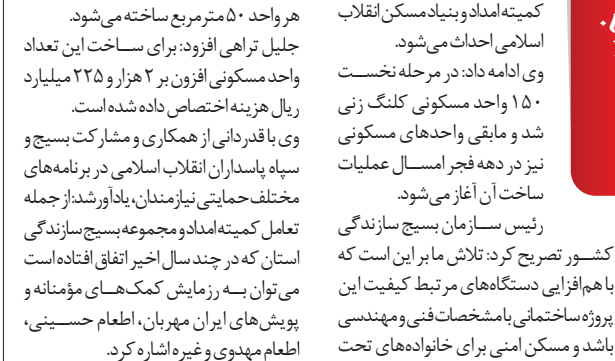 کمیته امداد و بنیاد مسکن انقلاب
اسلامی احداث می‌شود.
وی ادامه داد: در مرحله نخست
۱۵۰ واحد مسکونی کلنگ زنی
شد و مابقی واحدهای مسکونی
نیز در دهه فجر امسال عملیات
ساخت آن آغاز می‌شود.
رئیس سازمان بسیج سازندگی
کشور تصریح کرد: تلاش ما بر این است که
با هم‌افزایی دستگاه‌های مرتبط کیفیت این
پروژه ساختمانی با مشخصات فنی و مهندسی
باشد و مسکن امنی برای خانواده‌های تحت
هر واحد ۵۰ مترمربع ساخته می‌شود.
جلیل تراهی افزود: برای ساخت این تعداد
واحد مسکونی افزون بر ۲ هزار و ۲۲۵ میلیارد
ریال هزینه اختصاص داده شده است.
وی با قدردانی از همکاری و مشارکت بسیج و
سپاه پاسداران انقلاب اسلامی در برنامه‌های
مختلف حمایتی نیازمندان، یادآور شد: از جمله
تعامل کمیته امداد و مجموعه بسیج سازندگی
استان که در چند سال اخیر اتفاق افتاده است
می‌توان به رزمایش کمک‌های مؤمنانه و
پویش‌های ایران مهربان، اطعام حسینی،
اطعام مهدوی و غیره اشاره کرد.